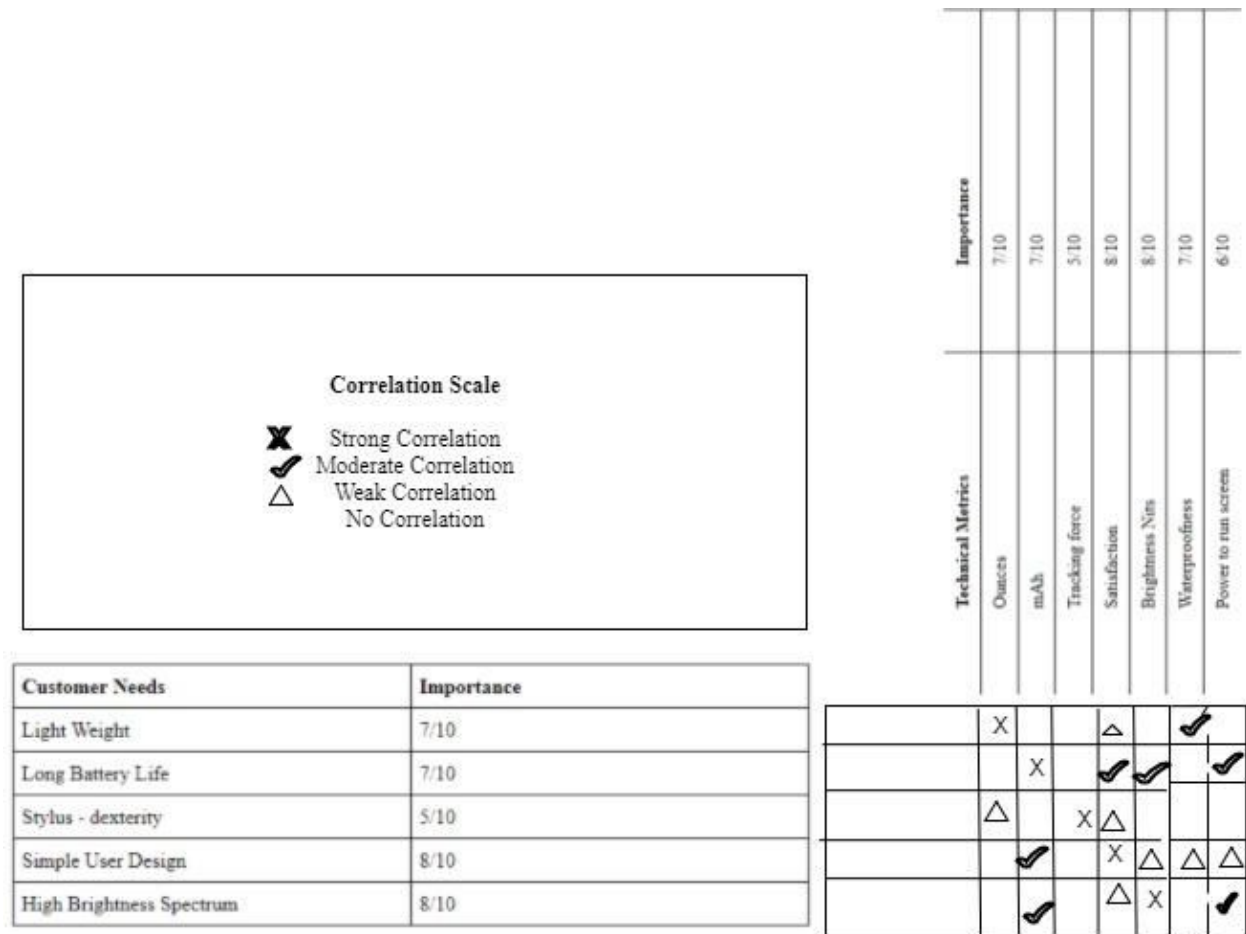 Importance
7/10
7/10
5/10
8/10
8/10
7/10
6/10
Technical Metrics
Ounces
mAh
Tracking force
Satisfaction
Brightness Nits
Waterproofness
Power to run screen
Correlation Scale
X Strong Correlation
✔ Moderate Correlation
△ Weak Correlation
No Correlation
Customer Needs Importance
Light Weight 7/10
Long Battery Life 7/10
Stylus - dexterity 5/10
Simple User Design 8/10
High Brightness Spectrum 8/10
X △ ✔
X ✔ ✔ ✔
△ X △
✔ X △ △ △
✔ △ X ✔